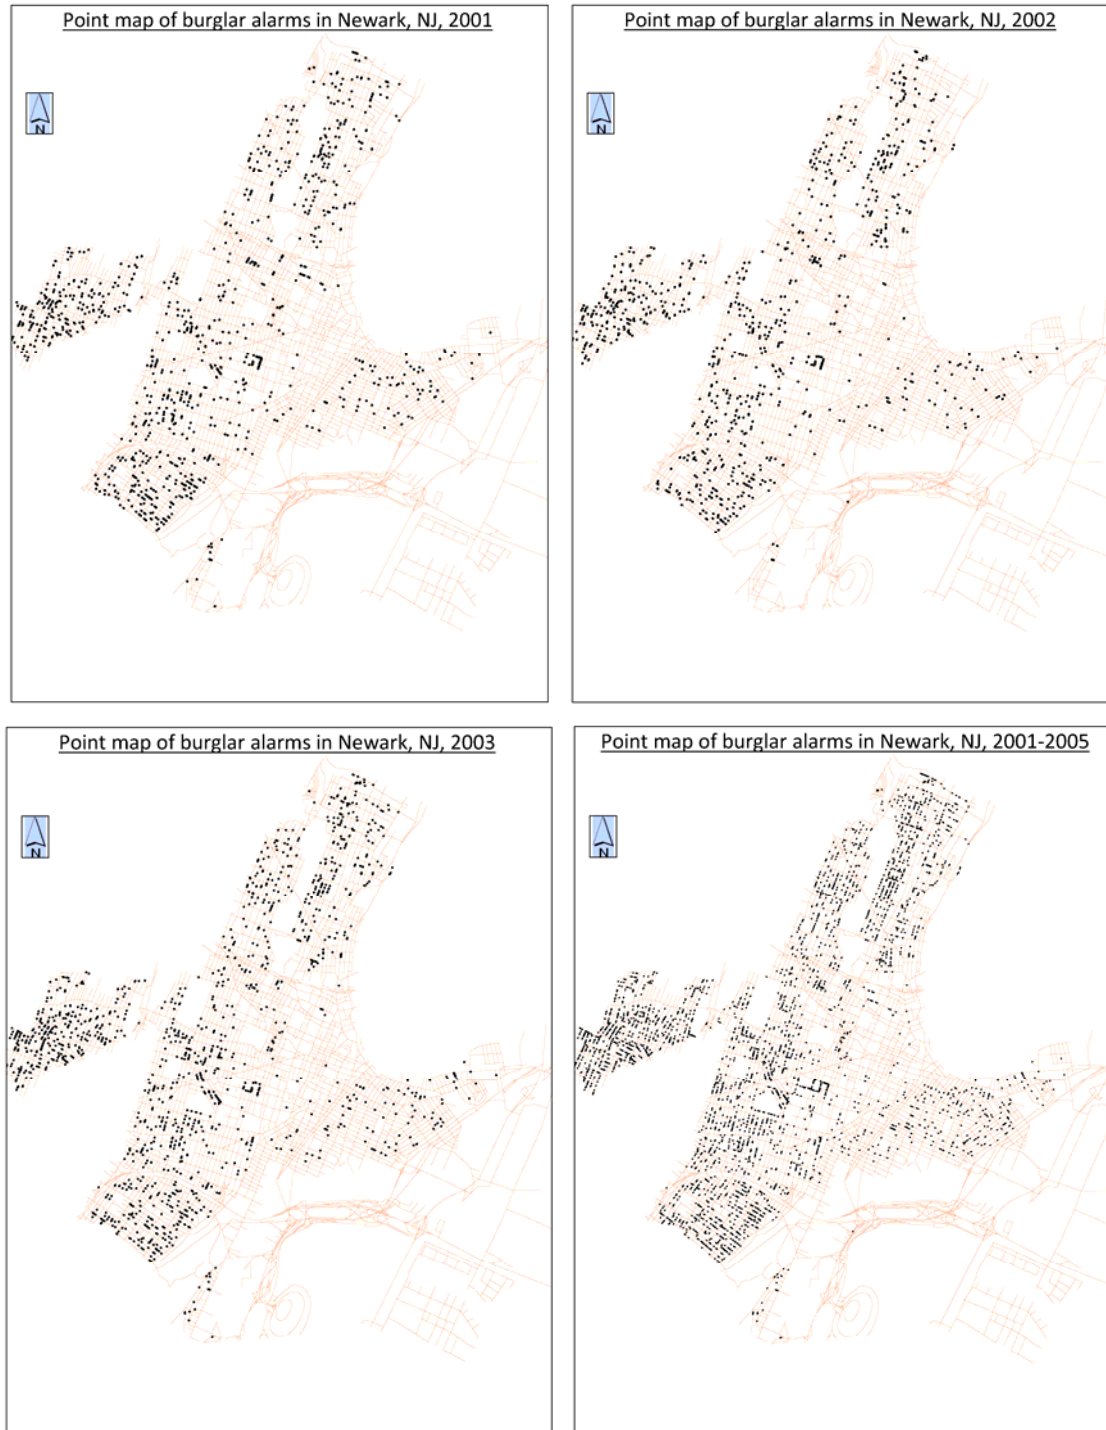 Point map of burglar alarms in Newark, NJ, 2001
N
Point map of burglar alarms in Newark, NJ, 2002
N
Point map of burglar alarms in Newark, NJ, 2003
N
Point map of burglar alarms in Newark, NJ, 2001-2005
N